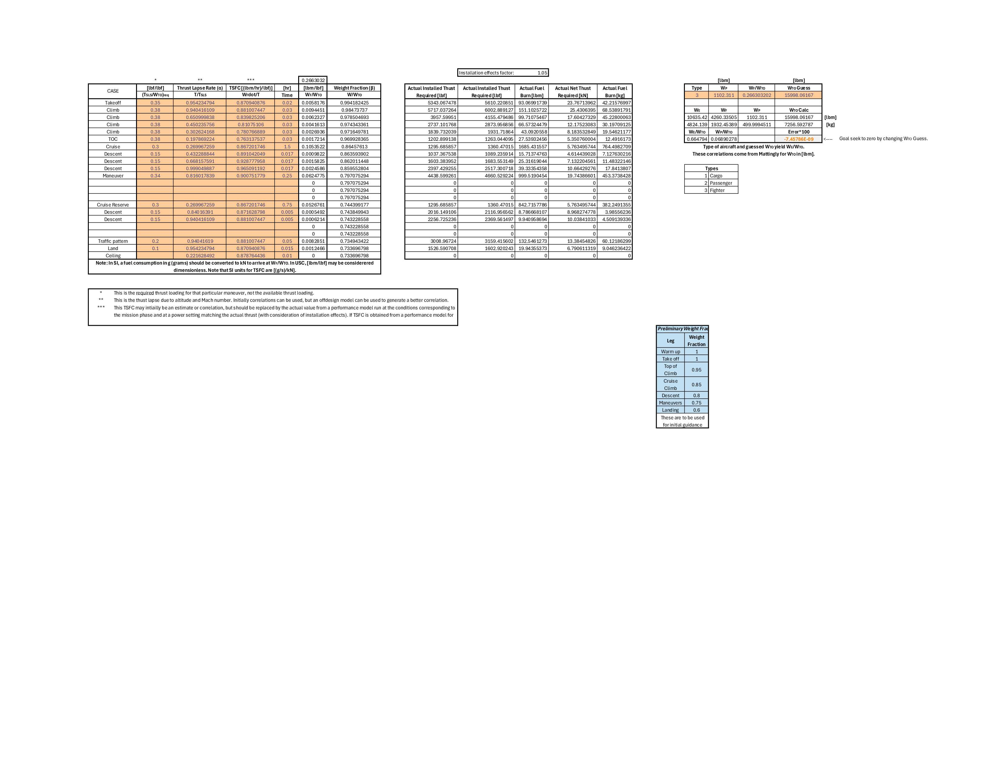 Installation effects factor: 1.05
* ** *** 0.2663032
CASE [lbf/lbf] Thrust Lapse Rate (α) TSFC [(lbm/hr)/lbf)] [hr] [lbm/lbf] Weight Fraction (β)
(TSLS/WTO)req T/TSLS WFdot/T Time WF/WTO W/WTO
Takeoff 0.35 0.954234794 0.870940876 0.02 0.0058176 0.994182425
Climb 0.38 0.940416109 0.881007447 0.03 0.0094451 0.98473737
Climb 0.38 0.650999838 0.839825206 0.03 0.0062327 0.978504693
Climb 0.38 0.450235756 0.81075106 0.03 0.0041613 0.974343361
Climb 0.38 0.302624168 0.780766889 0.03 0.0026936 0.971649781
TOC 0.38 0.197869224 0.763137537 0.03 0.0017214 0.969928365
Cruise 0.3 0.269967259 0.867201746 1.5 0.1053522 0.86457613
Descent 0.15 0.432288844 0.891042049 0.017 0.0009822 0.863593902
Descent 0.15 0.668157591 0.928777958 0.017 0.0015825 0.862011448
Descent 0.15 0.999049887 0.965091192 0.017 0.0024586 0.859552804
Maneuver 0.34 0.816017839 0.900751779 0.25 0.0624775 0.797075294
0 0.797075294
0 0.797075294
0 0.797075294
Cruise Reserve 0.3 0.269967259 0.867201746 0.75 0.0526761 0.744399177
Descent 0.15 0.84016391 0.871628798 0.005 0.0005492 0.743849943
Descent 0.15 0.940416109 0.881007447 0.005 0.0006214 0.743228558
0 0.743228558
0 0.743228558
Traffic pattern 0.2 0.94041619 0.881007447 0.05 0.0082851 0.734943422
Land 0.1 0.954234794 0.870940876 0.015 0.0012466 0.733696798
Ceiling 0.221628492 0.878764436 0.01 0 0.733696798
Note: In SI, a fuel consumption in g (grams) should be converted to kN to arrive at WF/WTO. In USC, [lbm/lbf] may be considerered
dimensionless. Note that SI units for TSFC are [(g/s)/kN].
Actual Installed Thust Actual Installed Thust Actual Fuel Actual Net Thust Actual Fuel
Required [lbf] Required [lbf] Burn [lbm] Required [kN] Burn [kg]
5343.067478 5610.220851 93.06991739 23.76713962 42.21576997
5717.037264 6002.889127 151.1025722 25.4306395 68.53891791
3957.59951 4155.479486 99.71075467 17.60427329 45.22800063
2737.101768 2873.956856 66.57324479 12.17523083 30.19709125
1839.732039 1931.71864 43.0920558 8.183532849 19.54621177
1202.899138 1263.044095 27.53932456 5.350760004 12.4916173
1295.685857 1360.47015 1685.431557 5.763495744 764.4982709
1037.367538 1089.235914 15.71374763 4.614439028 7.127630216
1603.383952 1683.553149 25.31619044 7.132204561 11.48322146
2397.429255 2517.300718 39.33354358 10.66429276 17.8413807
4438.599261 4660.529224 999.5190454 19.74386601 453.3738428
0 0 0 0 0
0 0 0 0 0
0 0 0 0 0
1295.685857 1360.47015 842.7157786 5.763495744 382.2491355
2016.149106 2116.956562 8.786668107 8.968274778 3.98556236
2256.725236 2369.561497 9.940958694 10.03841033 4.509139336
0 0 0 0 0
0 0 0 0 0
3008.96724 3159.415602 132.5461273 13.38454826 60.12186299
1526.590708 1602.920243 19.94355373 6.790611319 9.046236422
0 0 0 0 0
[lbm] [lbm]
Type WP WF/WTO WTO Guess
3 1102.311 0.266303202 15998.06167
WE WF WP WTO Calc
10635.42 4260.33505 1102.311 15998.06167 [lbm]
4824.139 1932.45389 499.9994511 7256.592787 [kg]
WE/WTO WP/WTO Error*100
0.664794 0.06890278 -7.45786E-09 <---- Goal seek to zero by changing WTO Guess.
Type of aircraft and guessed WTO yield WE/WTO.
These correlations come from Mattingly for WTO in [lbm].
Types
1 Cargo
2 Passenger
3 Fighter
* This is the required thrust loading for that particular maneuver, not the available thrust loading.
** This is the thust lapse due to altitude and Mach number. Initially correlations can be used, but an offdesign model can be used to generate a better correlation.
*** This TSFC may intiailly be an estimate or correlation, but should be replaced by the actual value from a performance model run at the conditions corresponding to
the mission phase and at a power setting matching the actual thrust (with consideration of installation effects). If TSFC is obtained from a performance model for
Preliminary Weight Frac
Leg Weight
Fraction
Warm up 1
Take off 1
Top of
Climb 0.95
Cruise
Climb 0.85
Descent 0.8
Maneuvers 0.75
Landing 0.6
These are to be used
for initial guidance